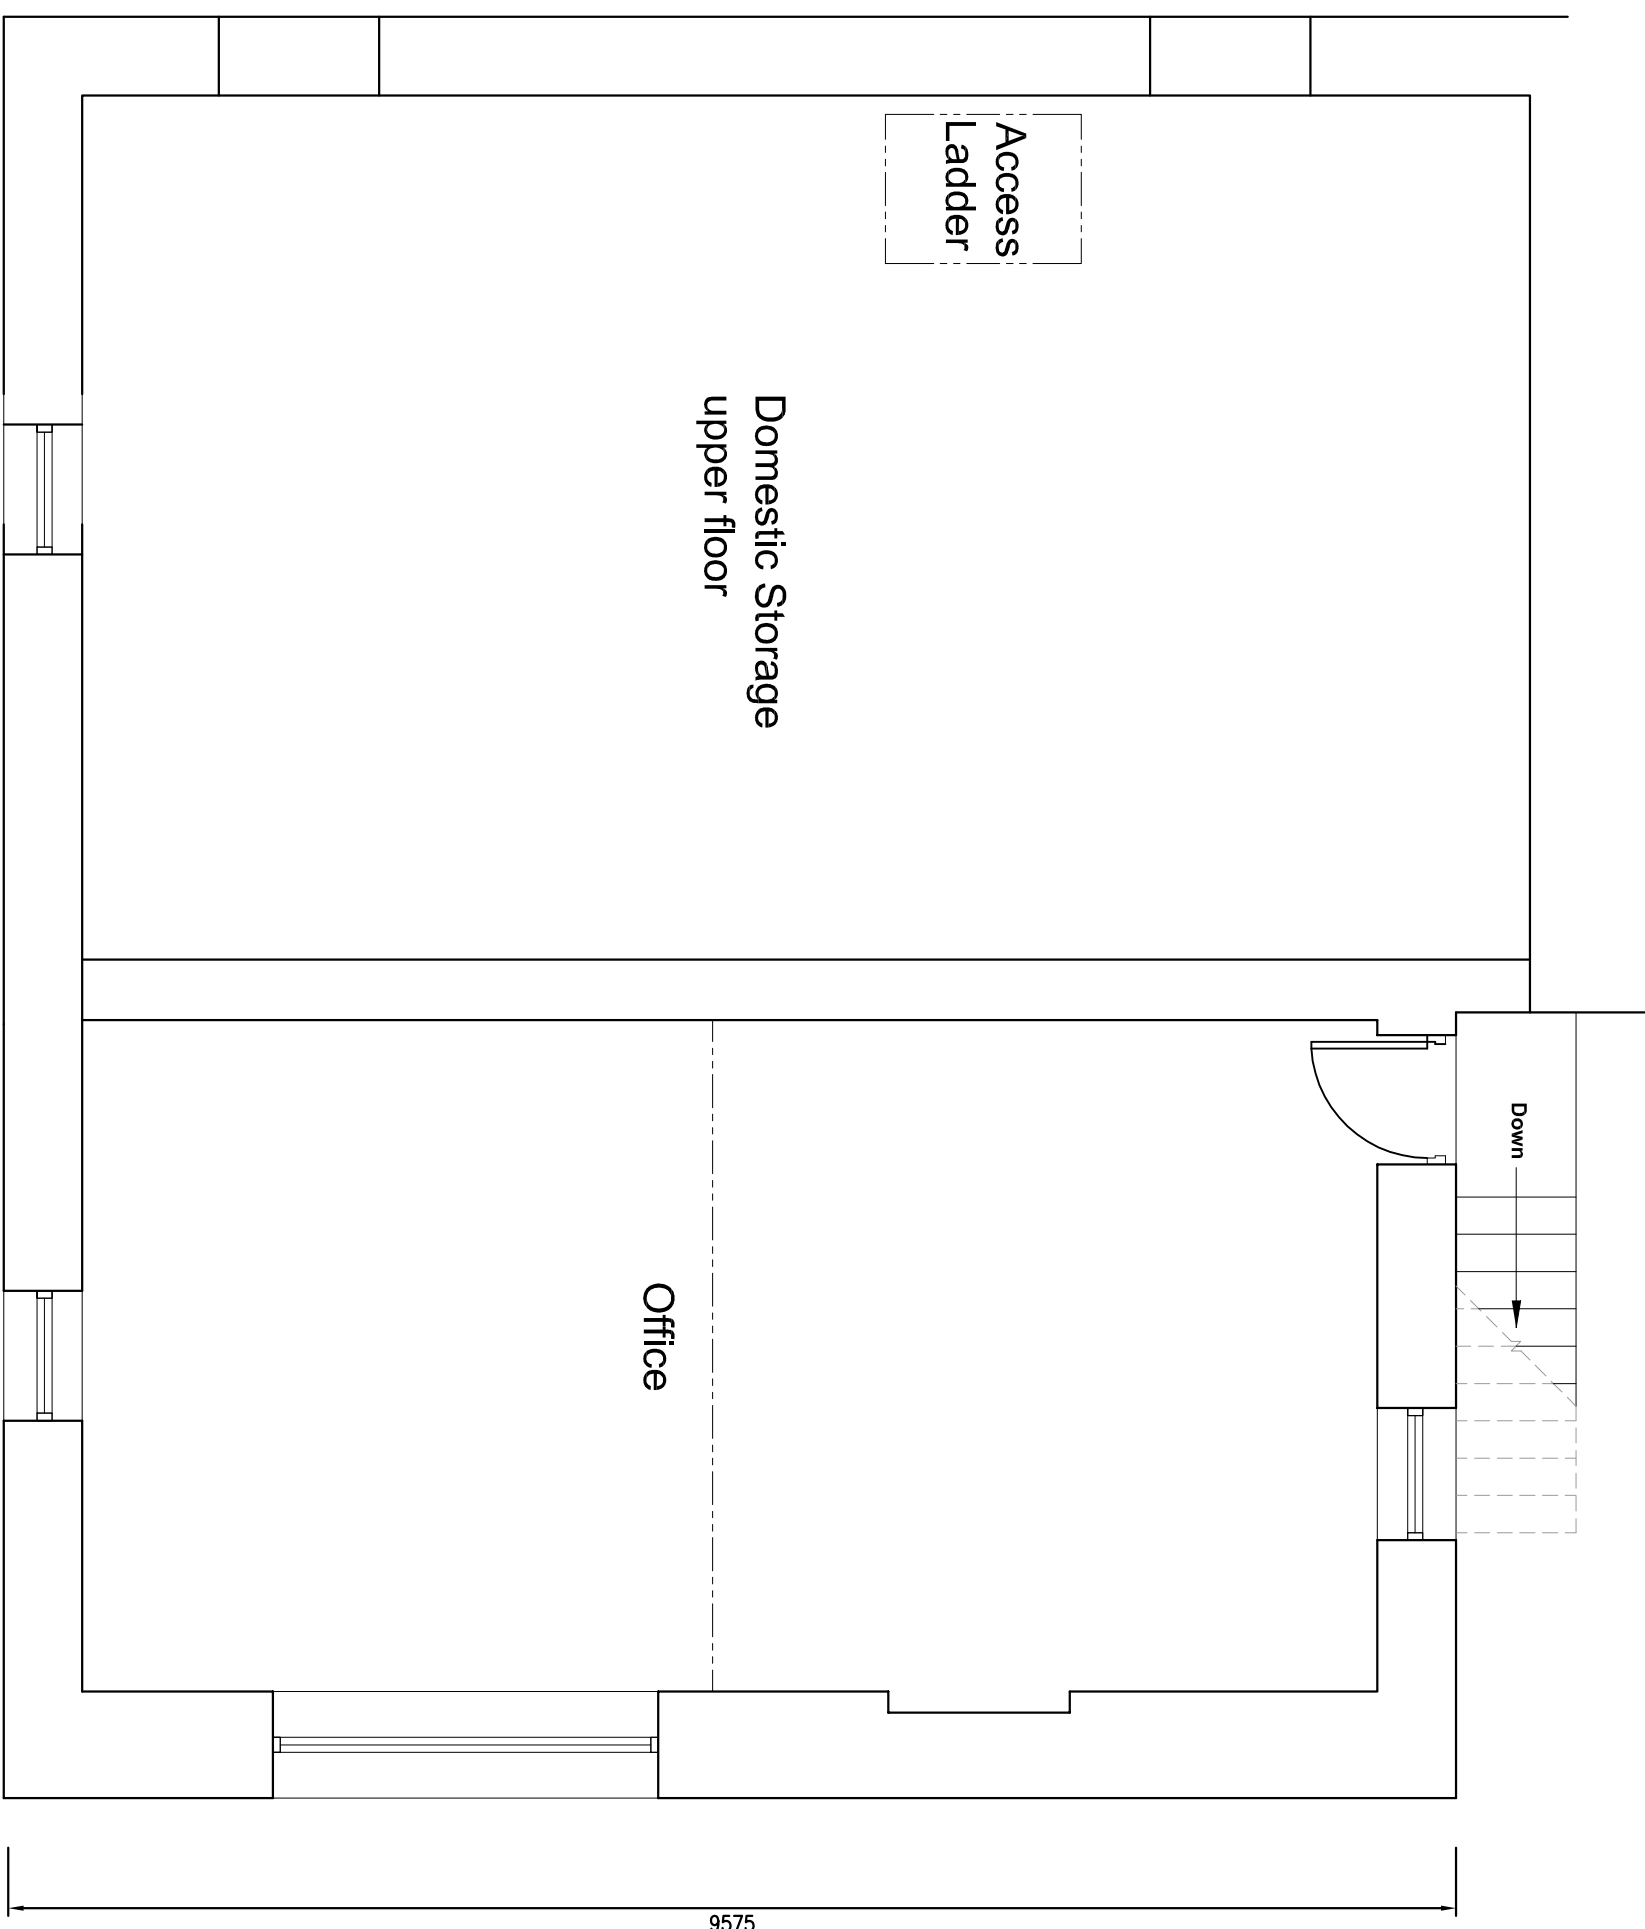 Access
Ladder
Domestic Storage
upper floor
Down
Office
9575